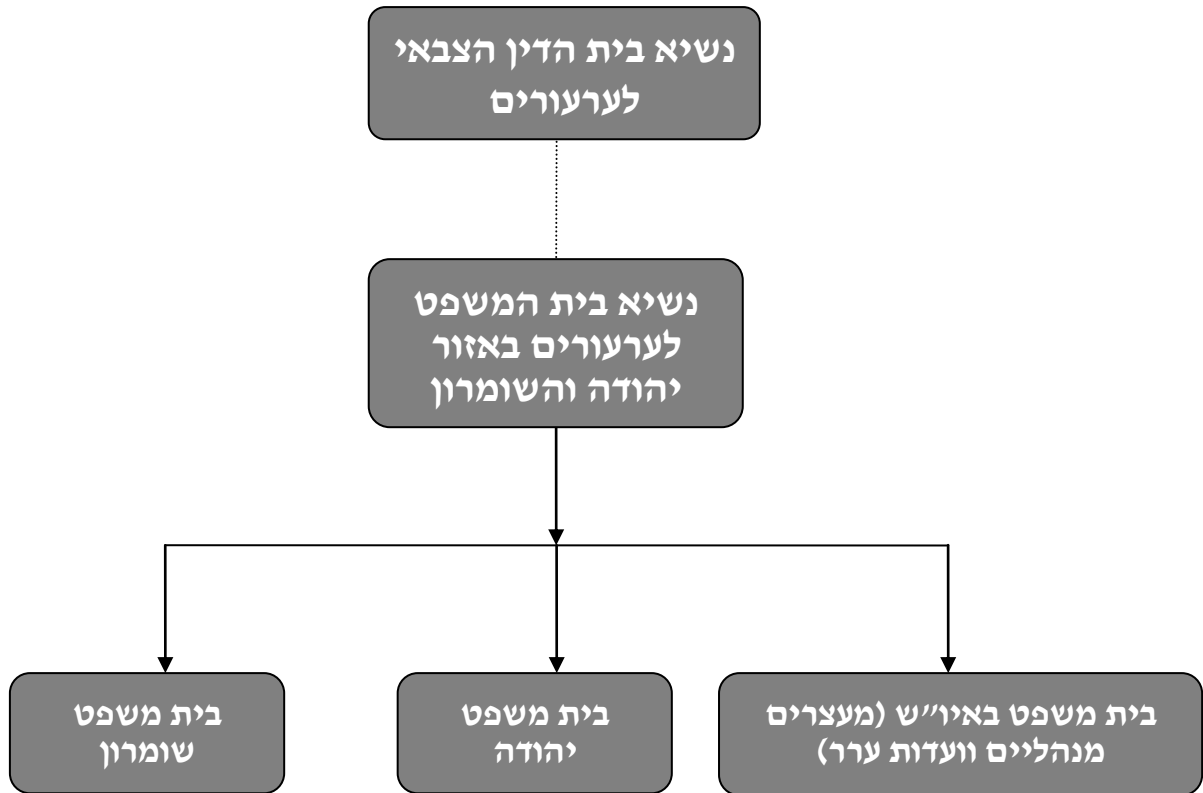 נשיא בית הדין הצבאי
לערעורים
נשיא בית המשפט
לערעורים באזור
יהודה והשומרון
בית משפט באיו״ש (מעצרים
מנהליים וועדות ערר)
בית משפט
יהודה
בית משפט
שומרון